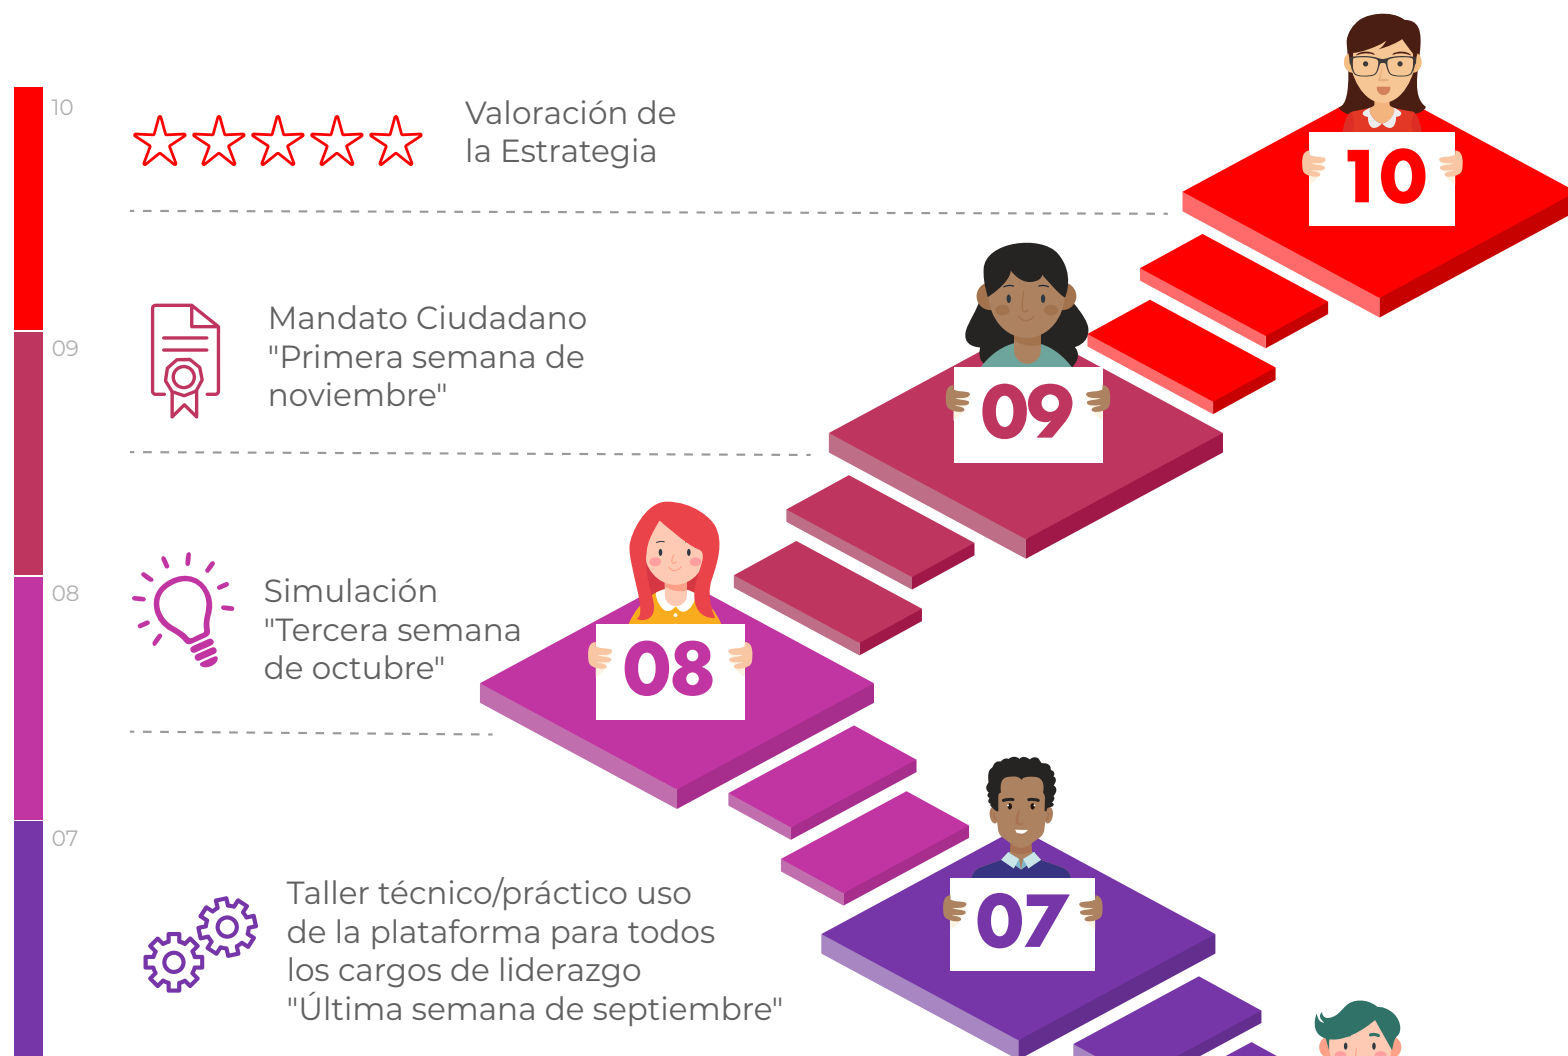 10
Valoración de
la Estrategia
10
09
Mandato Ciudadano
"Primera semana de
noviembre"
09
08
Simulación
"Tercera semana
de octubre"
08
07
Taller técnico/práctico uso
de la plataforma para todos
los cargos de liderazgo
"Última semana de septiembre"
07